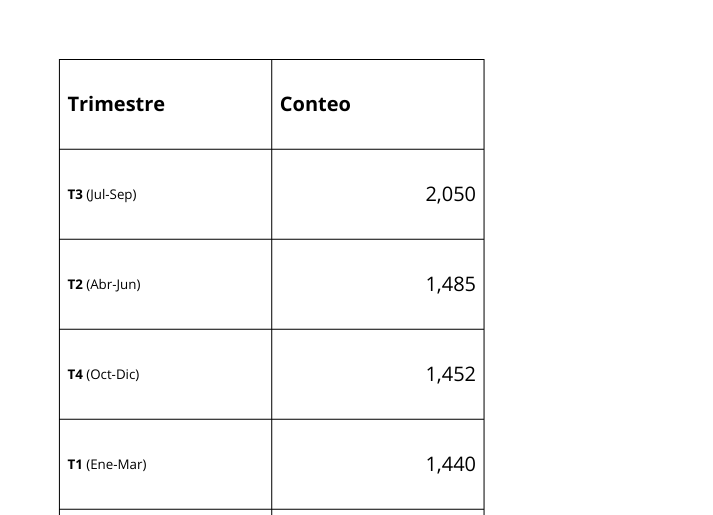 Trimestre Conteo
T3 (Jul-Sep) 2,050
T2 (Abr-Jun) 1,485
T4 (Oct-Dic) 1,452
T1 (Ene-Mar) 1,440